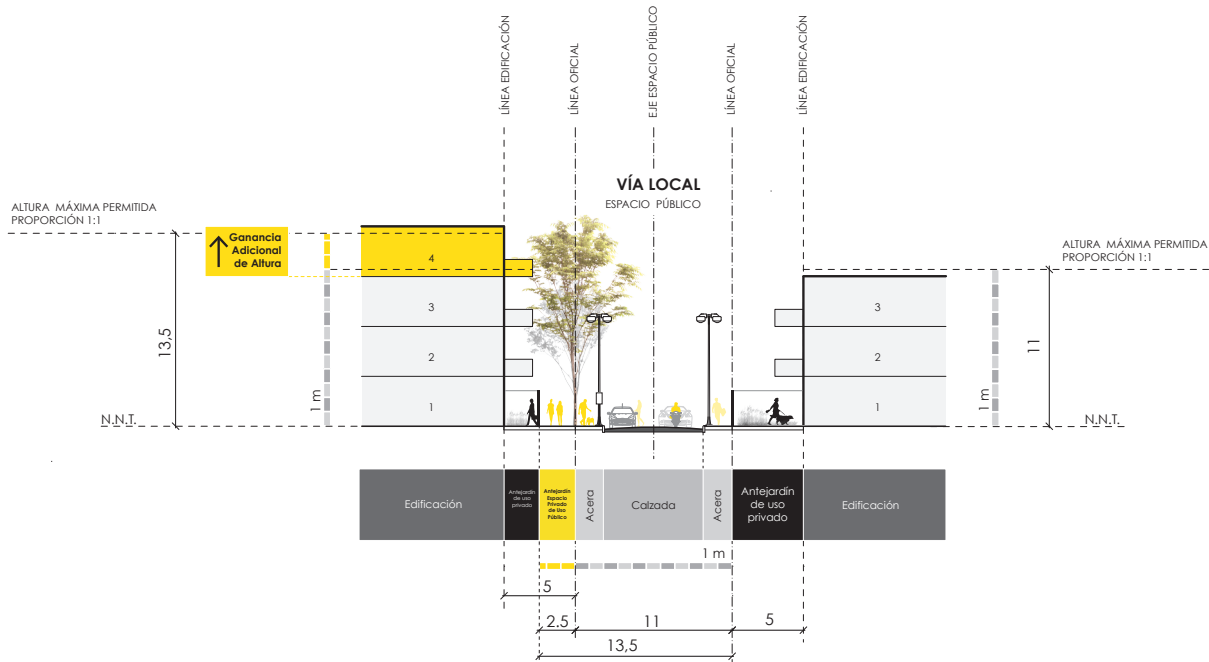 LÍNEA EDIFICACIÓN
LÍNEA OFICIAL
EJE ESPACIO PÚBLICO
LÍNEA OFICIAL
LÍNEA EDIFICACIÓN
VÍA LOCAL
ESPACIO PÚBLICO
ALTURA MÁXIMA PERMITIDA
PROPORCIÓN 1:1
Ganancia
Adicional
de Altura
ALTURA MÁXIMA PERMITIDA
PROPORCIÓN 1:1
4
3
2
1
3
2
1
13,5
1 m
11
1 m
N.N.T.
N.N.T.
Edificación
Antejardín
de uso
privado
Antejardín
Espacio
Privado
de Uso
Público
Acera
Calzada
Acera
Antejardín
de uso
privado
Edificación
1 m
5
2.5
11
5
13,5